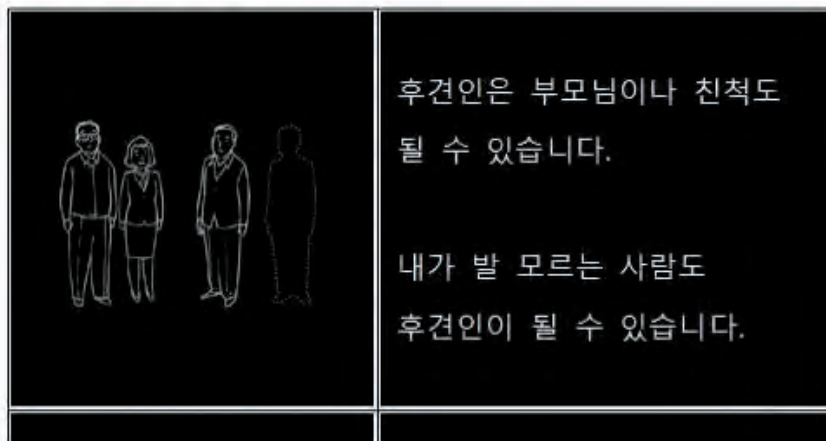 후견인은 부모님이나 친척도
될 수 있습니다.
내가 발 모르는 사람도
후견인이 될 수 있습니다.